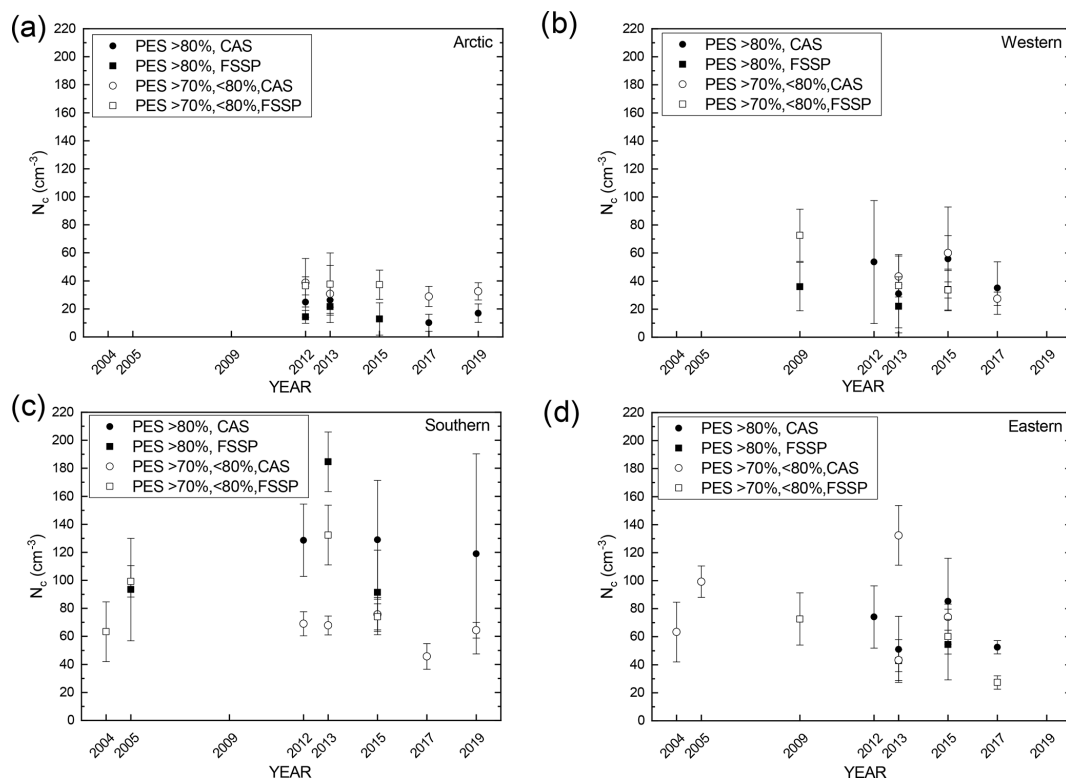 (a)
Arctic
PES >80%, CAS
PES >80%, FSSP
PES >70%,<80%,CAS
PES >70%,<80%,FSSP
220
200
180
160
140
120
100
80
60
40
20
0
N_c (cm⁻³)
2004 2005 2009 2012 2013 2015 2017 2019
YEAR
(b)
Western
PES >80%, CAS
PES >80%, FSSP
PES >70%,<80%,CAS
PES >70%,<80%,FSSP
220
200
180
160
140
120
100
80
60
40
20
0
N_c (cm⁻³)
2004 2005 2009 2012 2013 2015 2017 2019
YEAR
(c)
Southern
PES >80%, CAS
PES >80%, FSSP
PES >70%,<80%,CAS
PES >70%,<80%,FSSP
220
200
180
160
140
120
100
80
60
40
20
0
N_c (cm⁻³)
2004 2005 2009 2012 2013 2015 2017 2019
YEAR
(d)
Eastern
PES >80%, CAS
PES >80%, FSSP
PES >70%,<80%,CAS
PES >70%,<80%,FSSP
220
200
180
160
140
120
100
80
60
40
20
0
N_c (cm⁻³)
2004 2005 2009 2012 2013 2015 2017 2019
YEAR